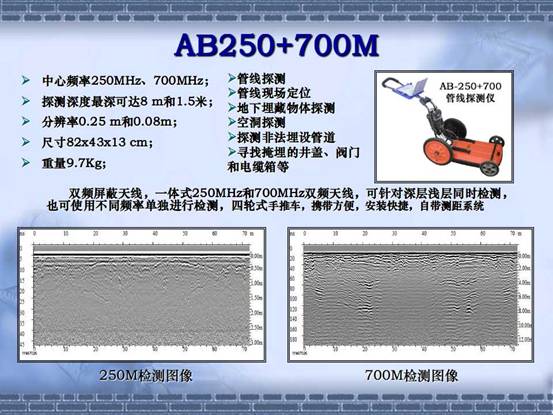 AB250+700M
中心频率250MHz、700MHz；
探测深度最深可达8 m和1.5米；
分辨率0.25 m和0.08m；
尺寸82x43x13 cm；
重量9.7Kg；
管线探测
管线现场定位
地下埋藏物体探测
空洞探测
探测非法埋设管道
寻找掩埋的井盖、阀门
和电缆箱等
AB-250+700
管线探测仪
双频屏蔽天线，一体式250MHz和700MHz双频天线，可针对深层浅层同时检测，
也可使用不同频率单独进行检测，四轮式手推车，携带方便，安装快捷，自带测距系统
250M检测图像
700M检测图像